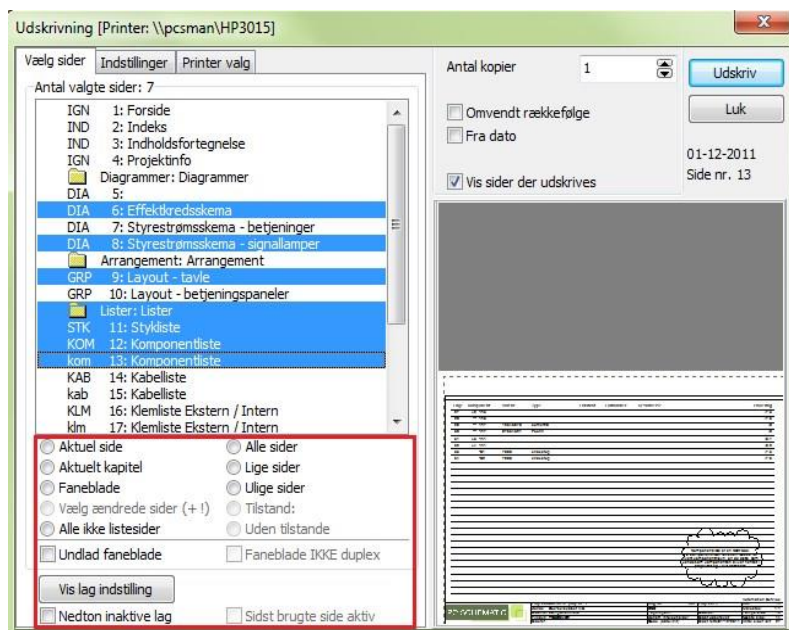 Udskrivning [Printer: \\pcsman\HP3015]
Vælg sider Indstillinger Printer valg
Antal valgte sider: 7
IGN 1: Forside
IND 2: Indeks
IND 3: Indholdsfortegnelse
IGN 4: Projektinfo
Diagrammer: Diagrammer
DIA 5:
DIA 6: Effektkredsskema
DIA 7: Styrestrømsskema - betjeninger
DIA 8: Styrestrømsskema - signallamper
Arrangement: Arrangement
GRP 9: Layout - tavle
GRP 10: Layout - betjeningspaneler
Lister: Lister
STK 11: Stykliste
KOM 12: Komponentliste
kom 13: Komponentliste
KAB 14: Kabelliste
kab 15: Kabelliste
KLM 16: Klemliste Ekstern / Intern
klm 17: Klemliste Ekstern / Intern
Aktuel side Alle sider
Aktuelt kapitel Lige sider
Faneblade Ulige sider
Vælg ændrede sider (+!) Tilstand:
Alle ikke listesider Uden tilstande
Undlad faneblade Faneblade IKKE duplex
Vis lag indstilling
Nedton inaktive lag Sidst brugte side aktiv
Antal kopier 1
Udskriv
Omvendt rækkefølge
Luk
Fra dato
01-12-2011
Vis sider der udskrives
Side nr. 13
PCSCHEMATIC